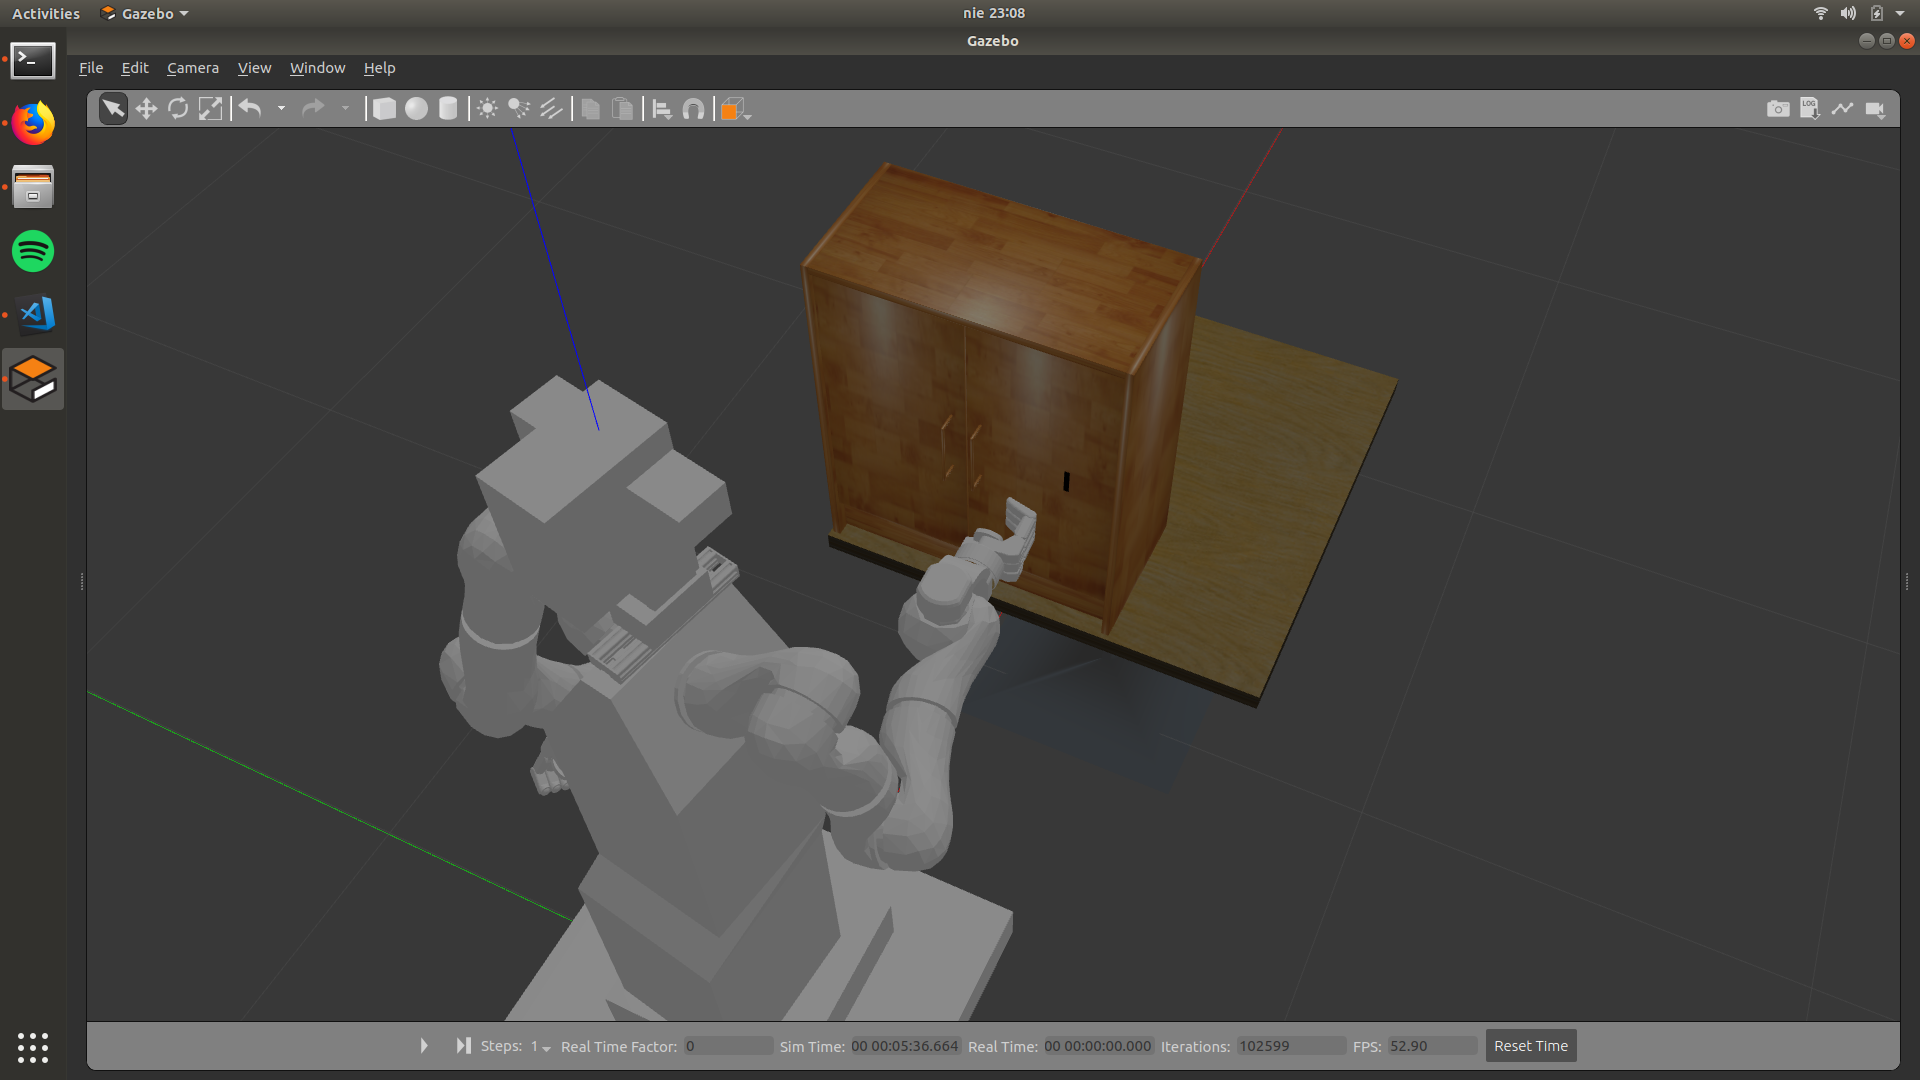 Activities Gazebo nie 23:08
Gazebo
File Edit Camera View Window Help
LOG
Steps: 1 Real Time Factor: 0 Sim Time: 00 00:05:36.664 Real Time: 00 00:00:00.000 Iterations: 102599 FPS: 52.90 Reset Time